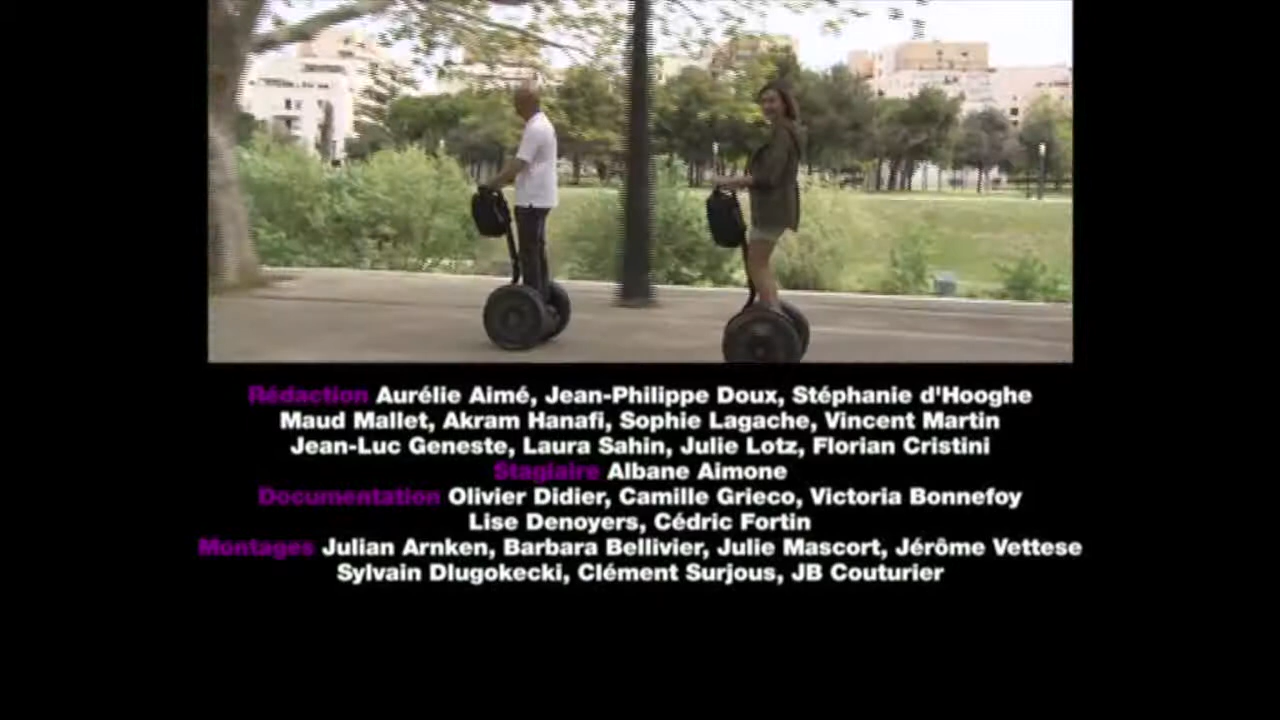 Rédaction Aurélie Aimé, Jean-Philippe Doux, Stéphanie d'Hooghe
Maud Mallet, Akram Hanafi, Sophie Lagache, Vincent Martin
Jean-Luc Geneste, Laura Sahin, Julie Lotz, Florian Cristini
Stagiaire Albane Aimone
Documentation Olivier Didier, Camille Grieco, Victoria Bonnefoy
Lise Denoyers, Cédric Fortin
Montages Julian Arnken, Barbara Bellivier, Julie Mascort, Jérôme Vettese
Sylvain Dlugokecki, Clément Surjous, JB Couturier